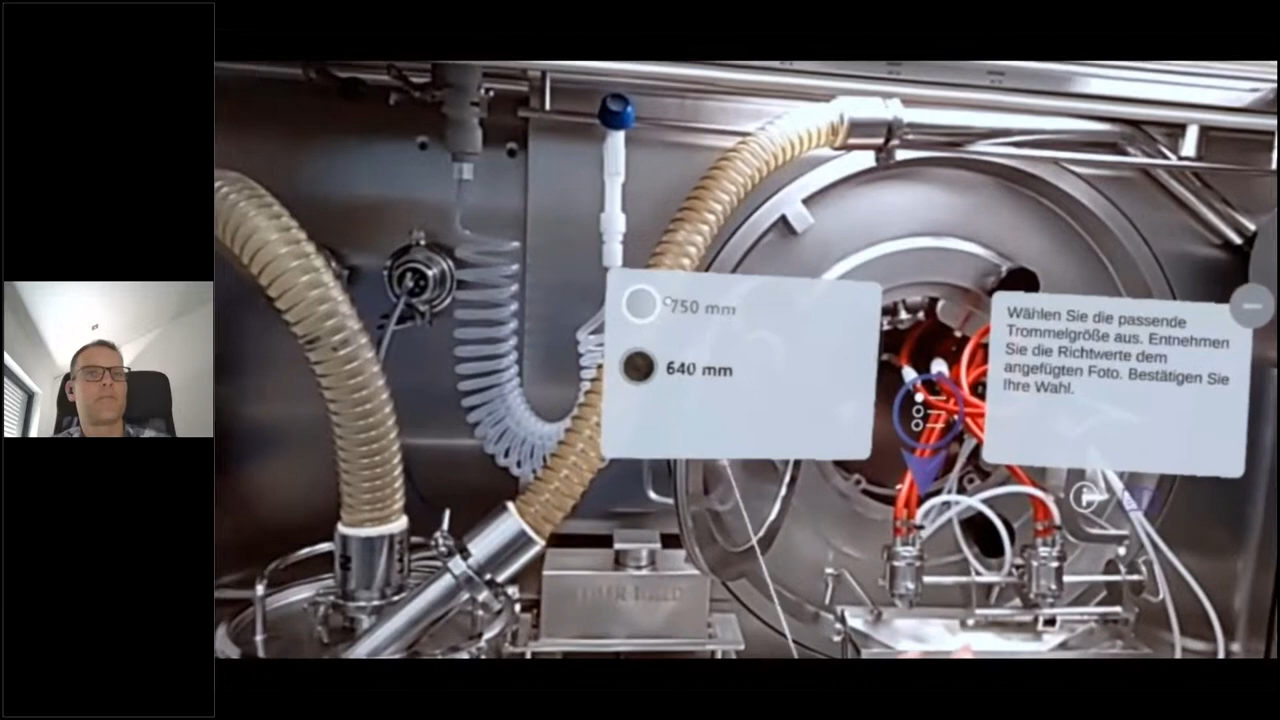 750 mm
640 mm
Wählen Sie die passende
Trommelgröße aus. Entnehmen
Sie die Richtwerte dem
angefügten Foto. Bestätigen Sie
Ihre Wahl.